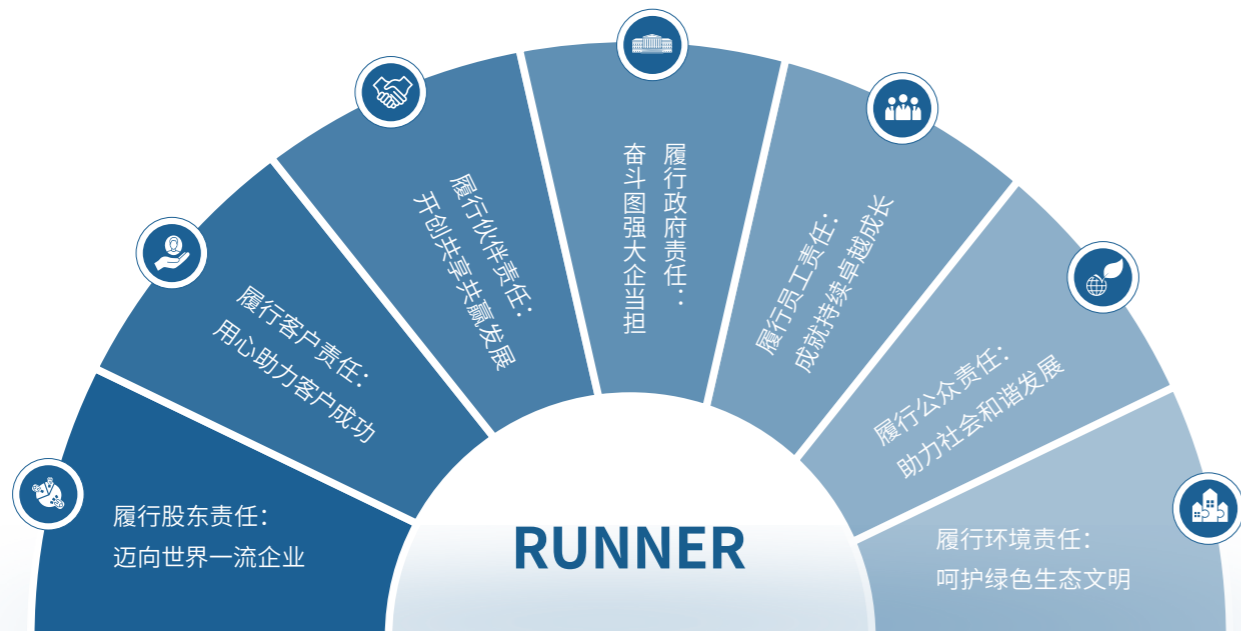 履行股东责任：
迈向世界一流企业
履行客户责任：
用心助力客户成功
履行伙伴责任：
开创共享共赢发展
履行政府责任：
奋斗图强大企当担
履行员工责任：
成就持续卓越成长
履行公众责任：
助力社会和谐发展
履行环境责任：
呵护绿色生态文明
RUNNER